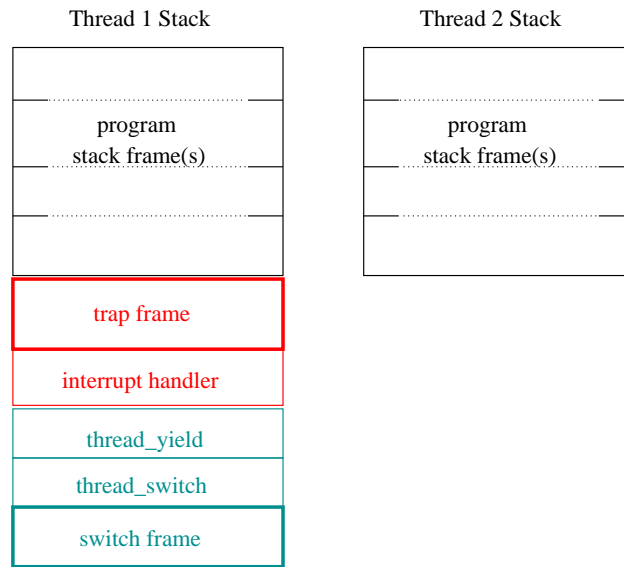 Thread 1 Stack
Thread 2 Stack
program
stack frame(s)
program
stack frame(s)
trap frame
interrupt handler
thread_yield
thread_switch
switch frame